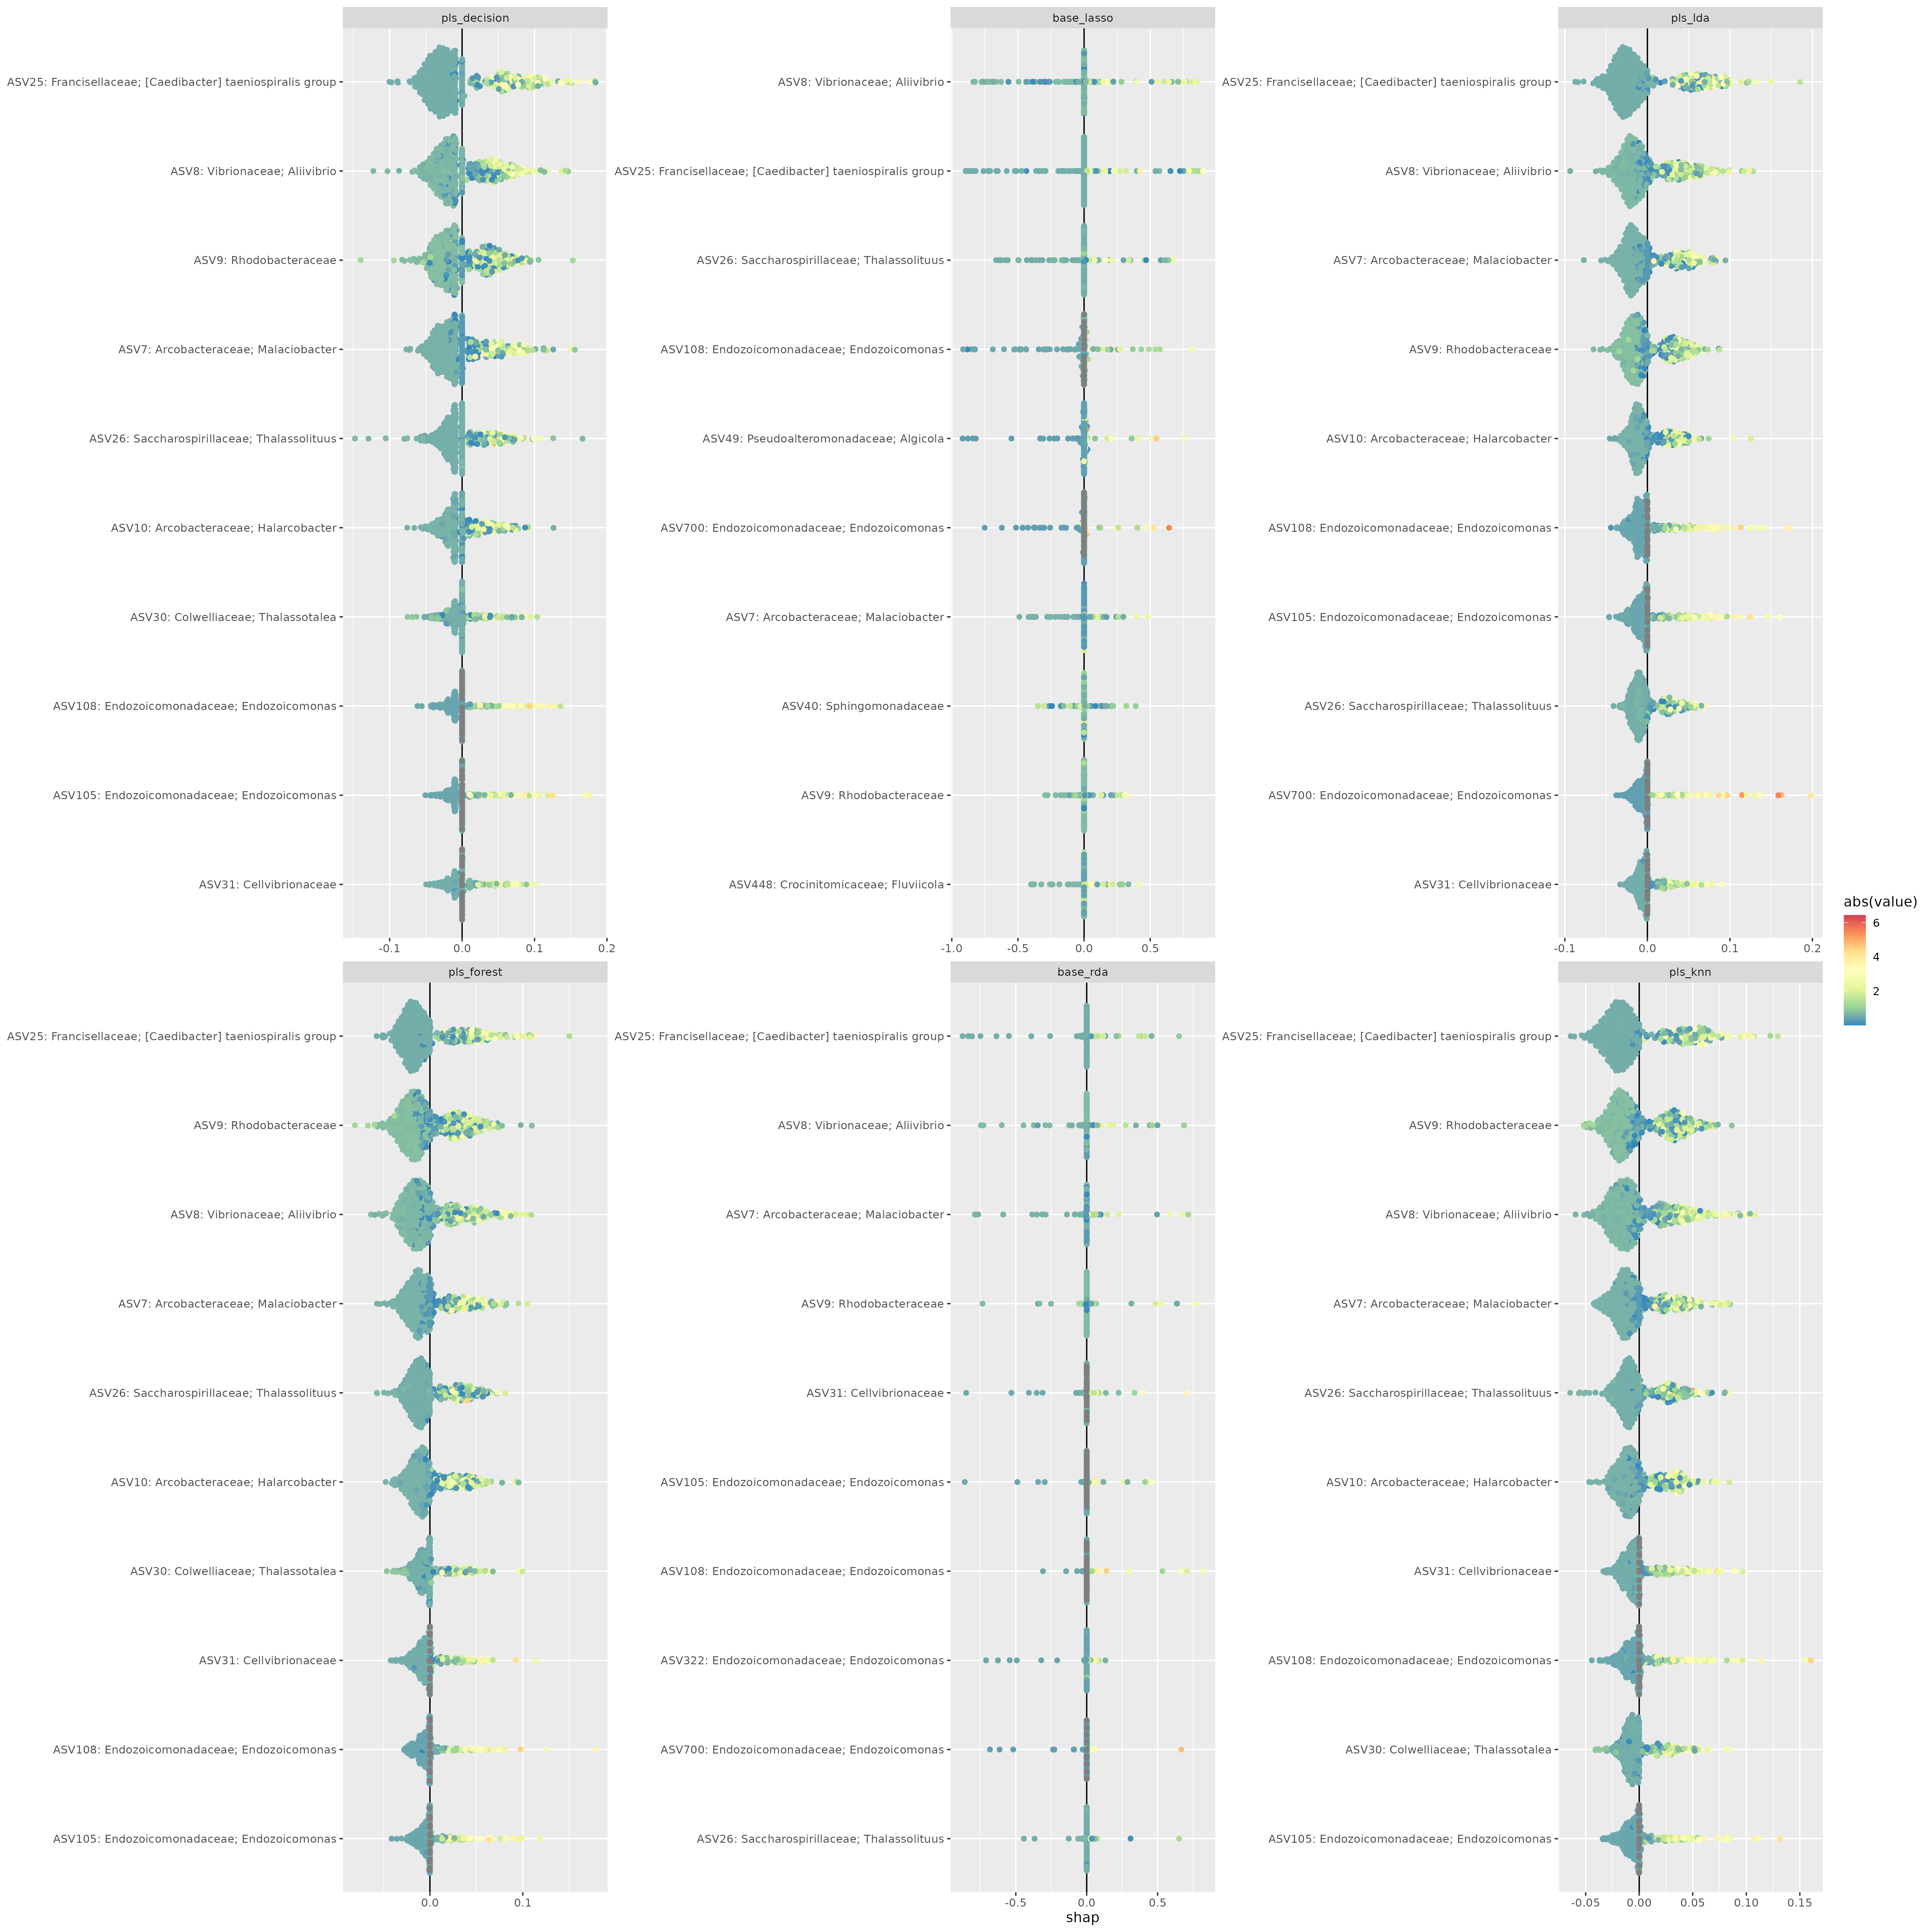 pls_decision
ASV25: Francisellaceae; [Caedibacter] taeniospiralis group
ASV8: Vibrionaceae; Aliivibrio
ASV9: Rhodobacteraceae
ASV7: Arcobacteraceae; Malaciobacter
ASV26: Saccharospirillaceae; Thalassolituus
ASV10: Arcobacteraceae; Halarcobacter
ASV30: Colwelliaceae; Thalassotalea
ASV108: Endozoicomonadaceae; Endozoicomonas
ASV105: Endozoicomonadaceae; Endozoicomonas
ASV31: Cellvibrionaceae
-0.1 0.0 0.1 0.2
base_lasso
ASV8: Vibrionaceae; Aliivibrio
ASV25: Francisellaceae; [Caedibacter] taeniospiralis group
ASV26: Saccharospirillaceae; Thalassolituus
ASV108: Endozoicomonadaceae; Endozoicomonas
ASV49: Pseudoalteromonadaceae; Algicola
ASV700: Endozoicomonadaceae; Endozoicomonas
ASV7: Arcobacteraceae; Malaciobacter
ASV40: Sphingomonadaceae
ASV9: Rhodobacteraceae
ASV448: Crocinitomicaceae; Fluviicola
-1.0 -0.5 0.0 0.5
pls_lda
ASV25: Francisellaceae; [Caedibacter] taeniospiralis group
ASV8: Vibrionaceae; Aliivibrio
ASV7: Arcobacteraceae; Malaciobacter
ASV9: Rhodobacteraceae
ASV10: Arcobacteraceae; Halarcobacter
ASV108: Endozoicomonadaceae; Endozoicomonas
ASV105: Endozoicomonadaceae; Endozoicomonas
ASV26: Saccharospirillaceae; Thalassolituus
ASV700: Endozoicomonadaceae; Endozoicomonas
ASV31: Cellvibrionaceae
-0.1 0.0 0.1 0.2
pls_forest
ASV25: Francisellaceae; [Caedibacter] taeniospiralis group
ASV9: Rhodobacteraceae
ASV8: Vibrionaceae; Aliivibrio
ASV7: Arcobacteraceae; Malaciobacter
ASV26: Saccharospirillaceae; Thalassolituus
ASV10: Arcobacteraceae; Halarcobacter
ASV30: Colwelliaceae; Thalassotalea
ASV31: Cellvibrionaceae
ASV108: Endozoicomonadaceae; Endozoicomonas
ASV105: Endozoicomonadaceae; Endozoicomonas
0.0 0.1
base_rda
ASV25: Francisellaceae; [Caedibacter] taeniospiralis group
ASV8: Vibrionaceae; Aliivibrio
ASV7: Arcobacteraceae; Malaciobacter
ASV9: Rhodobacteraceae
ASV31: Cellvibrionaceae
ASV105: Endozoicomonadaceae; Endozoicomonas
ASV108: Endozoicomonadaceae; Endozoicomonas
ASV322: Endozoicomonadaceae; Endozoicomonas
ASV700: Endozoicomonadaceae; Endozoicomonas
ASV26: Saccharospirillaceae; Thalassolituus
-0.5 0.0 0.5
shap
pls_knn
ASV25: Francisellaceae; [Caedibacter] taeniospiralis group
ASV9: Rhodobacteraceae
ASV8: Vibrionaceae; Aliivibrio
ASV7: Arcobacteraceae; Malaciobacter
ASV26: Saccharospirillaceae; Thalassolituus
ASV10: Arcobacteraceae; Halarcobacter
ASV31: Cellvibrionaceae
ASV108: Endozoicomonadaceae; Endozoicomonas
ASV30: Colwelliaceae; Thalassotalea
ASV105: Endozoicomonadaceae; Endozoicomonas
-0.05 0.00 0.05 0.10 0.15
abs(value)
6
4
2